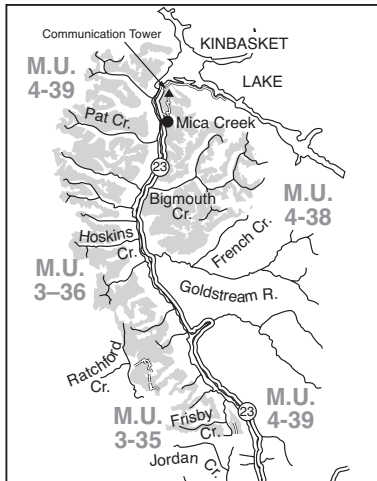 Communication Tower
KINBASKET
LAKE
M.U.
4-39
Pat Cr.
Mica Creek
23
Bigmouth
Cr.
M.U.
4-38
French Cr.
Hoskins
Cr.
M.U.
3–36
Goldstream R.
Ratchford
Cr.
M.U.
4-39
23
M.U.
3-35
Frisby
Cr.
Jordan Cr.